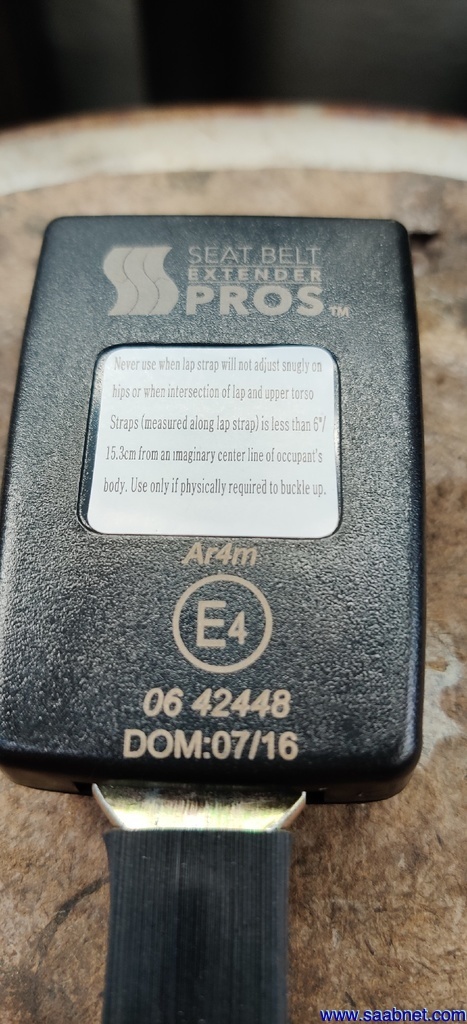 SEAT BELT
EXTENDER
PROS™
Never use when lap strap will not adjust snugly on
hips or when intersection of lap and upper torso
Straps (measured along lap strap) is less than 6"/
15.3cm from an imaginary center line of occupant's
body. Use only if physically required to buckle up.
Ar4m
E4
06 42448
DOM:07/16
www.saabnet.com